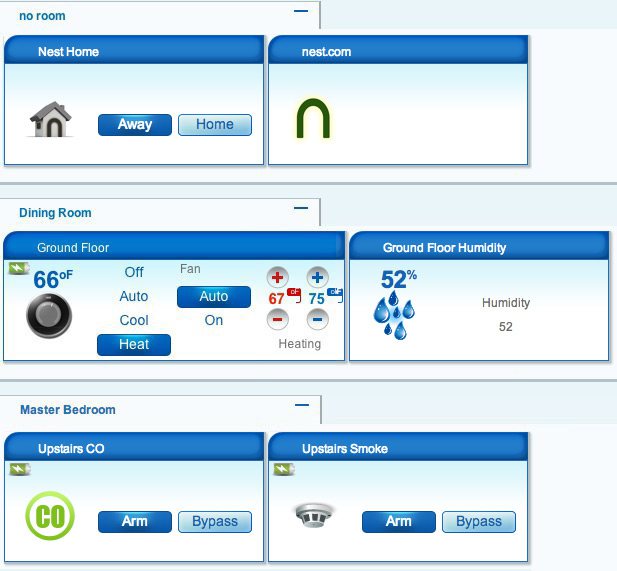 no room
Nest Home
nest.com
Away
Home
Dining Room
Ground Floor
Ground Floor Humidity
66°F
Off
Fan
Auto
Auto
Cool
On
Heat
67 °F
75 °F
Heating
52%
Humidity
52
Master Bedroom
Upstairs CO
Upstairs Smoke
CO
Arm
Bypass
Arm
Bypass